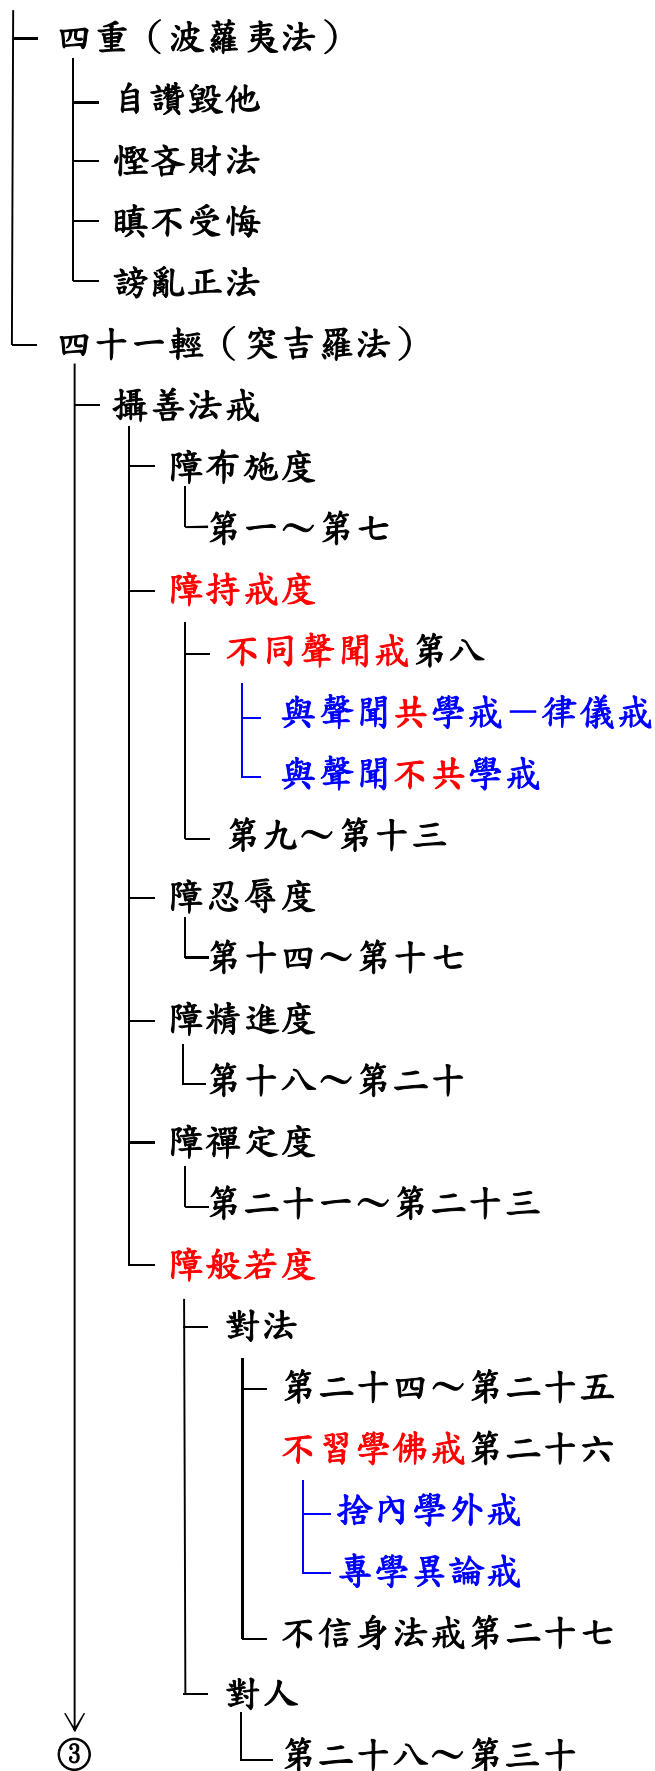 四重（波蘿夷法）
自讚毀他
慳吝財法
瞋不受悔
謗亂正法
四十一輕（突吉羅法）
攝善法戒
障布施度
第一～第七
障持戒度
不同聲聞戒第八
與聲聞共學戒－律儀戒
與聲聞不共學戒
第九～第十三
障忍辱度
第十四～第十七
障精進度
第十八～第二十
障禪定度
第二十一～第二十三
障般若度
對法
第二十四～第二十五
不習學佛戒第二十六
捨內學外戒
專學異論戒
不信身法戒第二十七
對人
第二十八～第三十
③